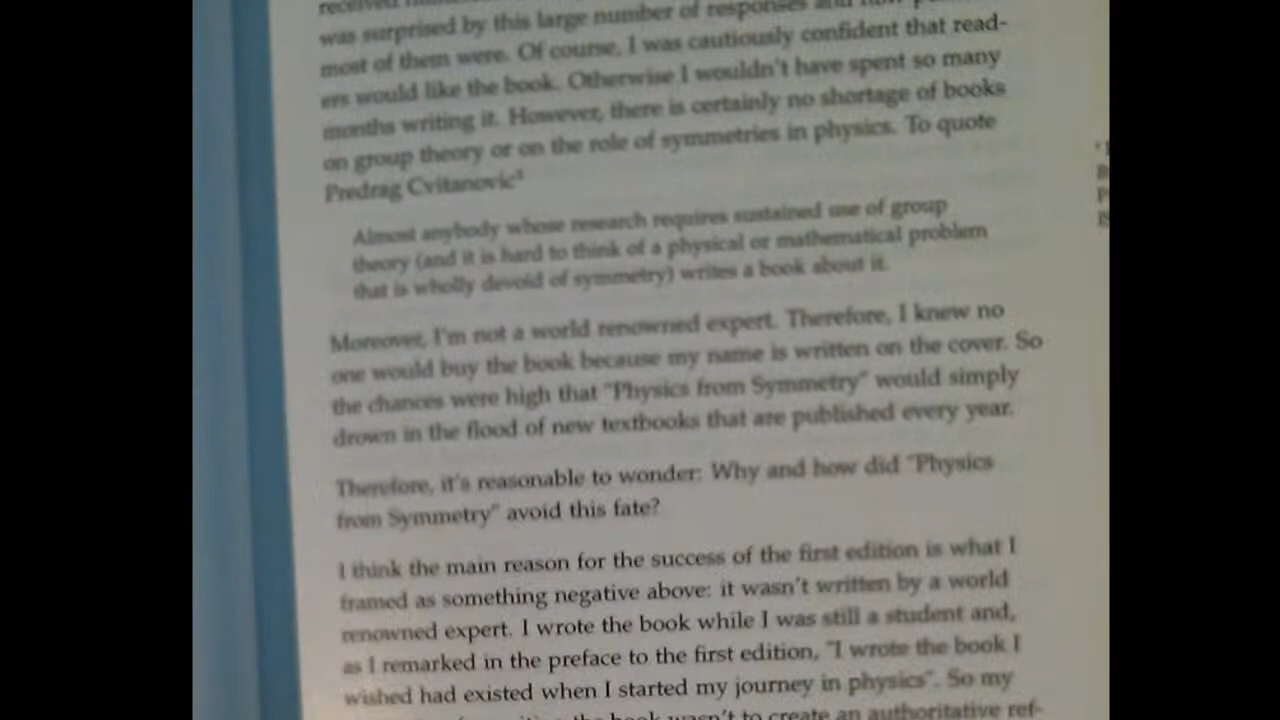 received
was surprised by this large number of responses and how
most of them were. Of course, I was cautiously confident that read-
ers would like the book. Otherwise I wouldn't have spent so many
months writing it. However, there is certainly no shortage of books
on group theory or on the role of symmetries in physics. To quote
Predrag Cvitanovic
Almost anybody whose research requires sustained use of group
theory (and it is hard to think of a physical or mathematical problem
that is wholly devoid of symmetry) writes a book about it.
Moreover, I'm not a world renowned expert. Therefore, I knew no
one would buy the book because my name is written on the cover. So
the chances were high that "Physics from Symmetry" would simply
drown in the flood of new textbooks that are published every year.
Therefore, it's reasonable to wonder: Why and how did "Physics
from Symmetry" avoid this fate?
I think the main reason for the success of the first edition is what I
framed as something negative above: it wasn't written by a world
renowned expert. I wrote the book while I was still a student and,
as I remarked in the preface to the first edition, "I wrote the book I
wished had existed when I started my journey in physics". So my
the book wasn't to create an authoritative ref-